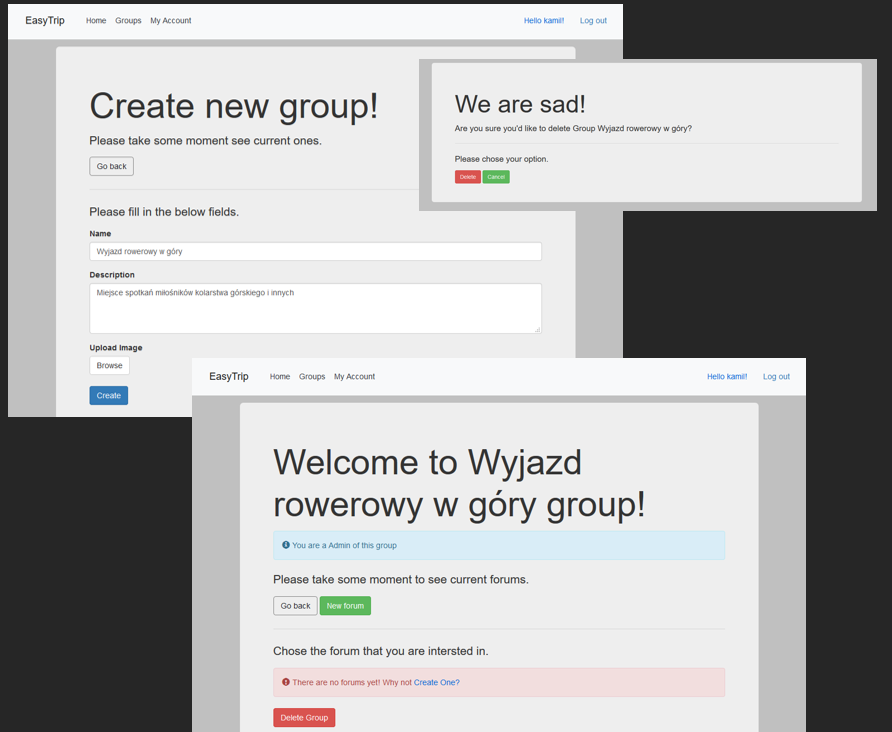 EasyTrip Home Groups My Account Hello kamil! Log out
Create new group!
Please take some moment see current ones.
Go back
Please fill in the below fields.
Name
Wyjazd rowerowy w góry
Description
Miejsce spotkań miłośników kolarstwa górskiego i innych
Upload image
Browse
Create
We are sad!
Are you sure you'd like to delete Group Wyjazd rowerowy w góry?
Please chose your option.
Delete Cancel
EasyTrip Home Groups My Account Hello kamil! Log out
Welcome to Wyjazd
rowerowy w góry group!
You are a Admin of this group
Please take some moment to see current forums.
Go back New forum
Chose the forum that you are intersted in.
There are no forums yet! Why not Create One?
Delete Group